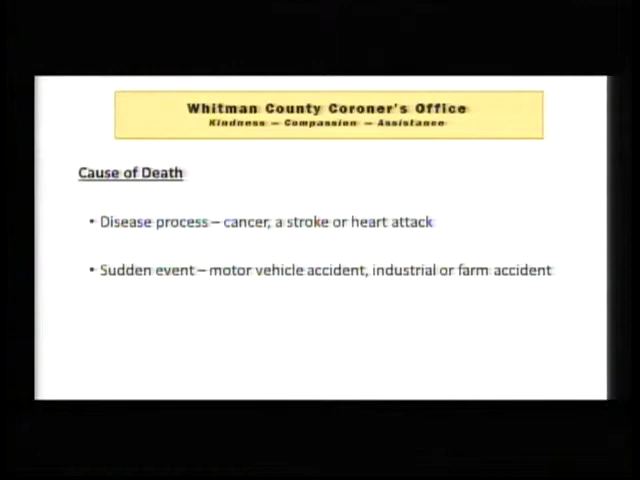 Whitman County Coroner's Office
Kindness – Compassion – Assistance
Cause of Death
• Disease process – cancer, a stroke or heart attack
• Sudden event – motor vehicle accident, industrial or farm accident